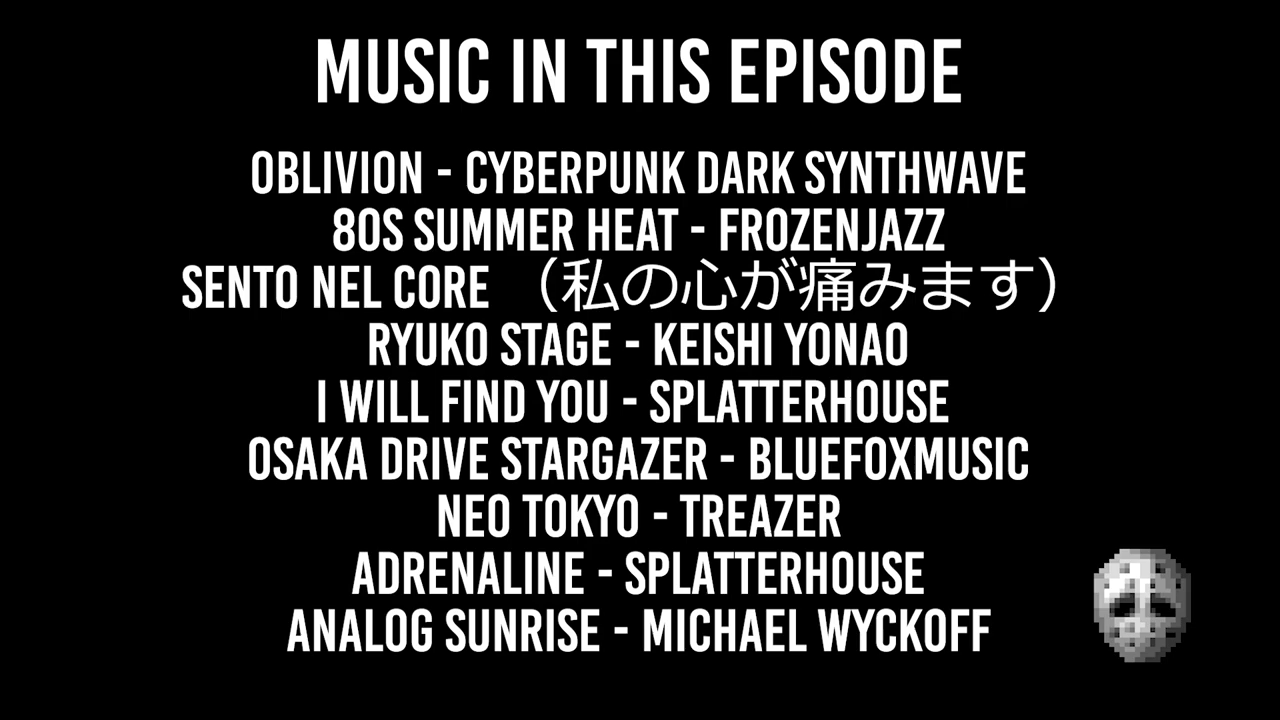 MUSIC IN THIS EPISODE
OBLIVION - CYBERPUNK DARK SYNTHWAVE
80S SUMMER HEAT - FROZENJAZZ
SENTO NEL CORE （私の心が痛みます）
RYUKO STAGE - KEISHI YONAO
I WILL FIND YOU - SPLATTERHOUSE
OSAKA DRIVE STARGAZER - BLUEFOXMUSIC
NEO TOKYO - TREAZER
ADRENALINE - SPLATTERHOUSE
ANALOG SUNRISE - MICHAEL WYCKOFF